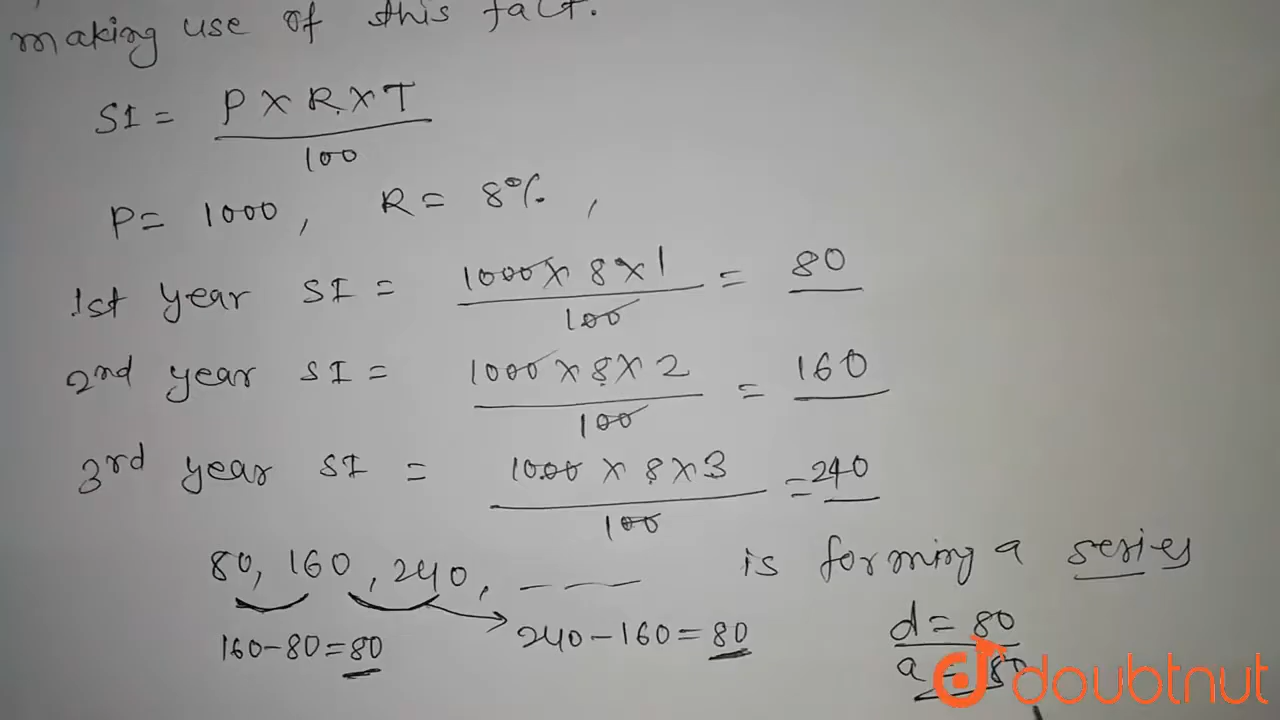 making use of this fact.
SI = P × R × T / 100
P = 1000, R = 8%,
1st year SI = 1000 × 8 × 1 / 100 = 80
2nd year SI = 1000 × 8 × 2 / 100 = 160
3rd year SI = 1000 × 8 × 3 / 100 = 240
80, 160, 240, _ _ _ is forming a series
160 - 80 = 80 240 - 160 = 80 d = 80
a = 80
doubtnut